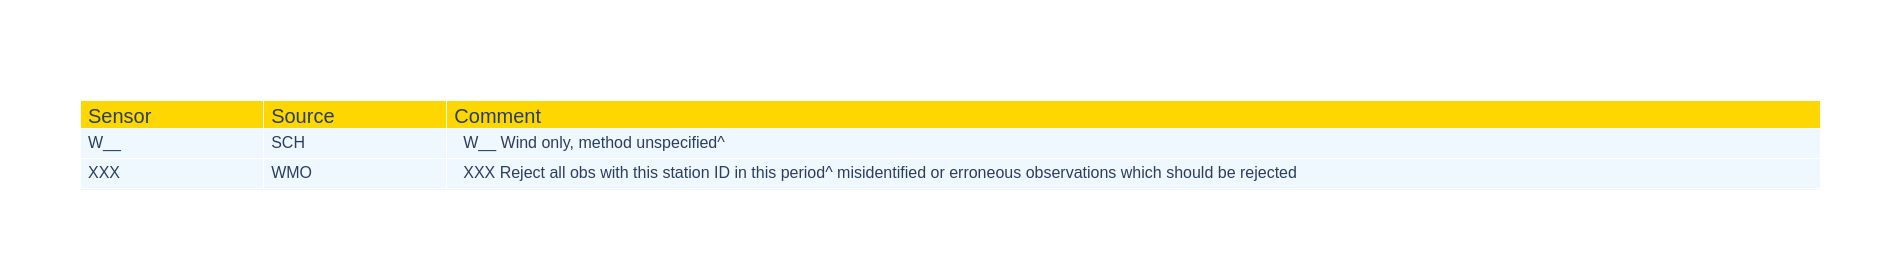 Sensor Source Comment
W__ SCH W__ Wind only, method unspecified^
XXX WMO XXX Reject all obs with this station ID in this period^ misidentified or erroneous observations which should be rejected